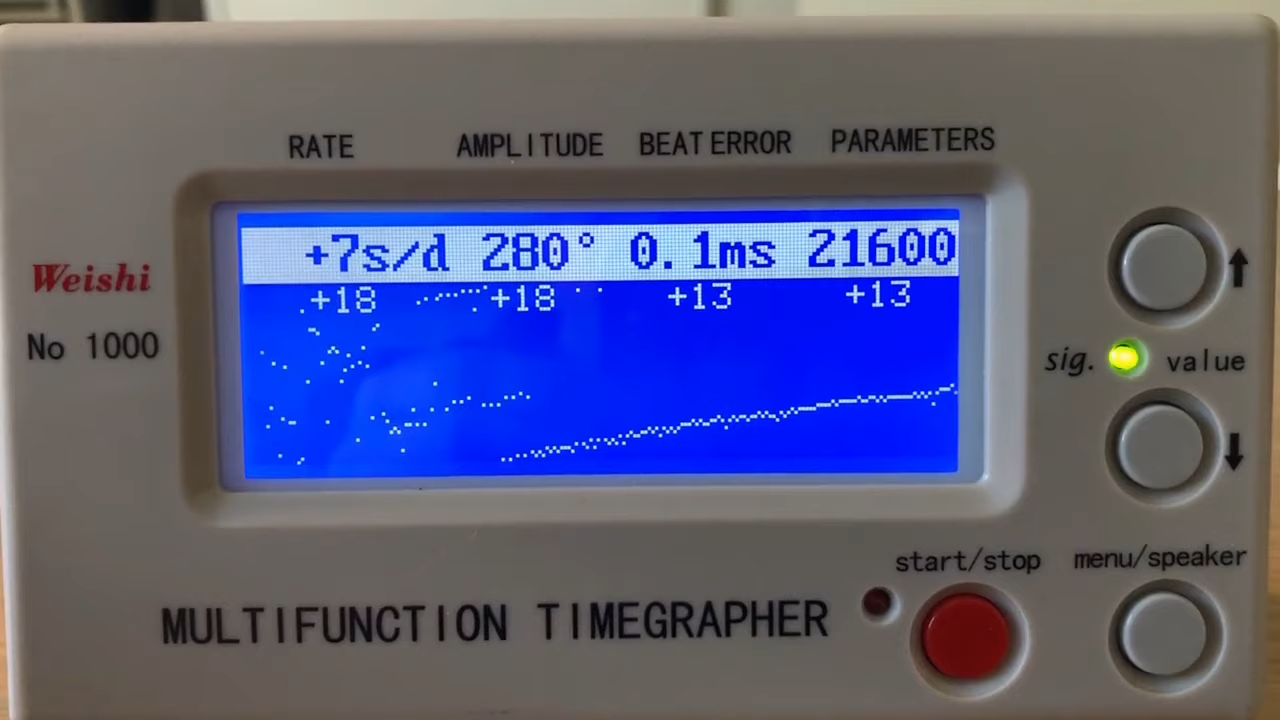 RATE AMPLITUDE BEAT ERROR PARAMETERS
+7s/d 280° 0.1ms 21600
+18 +18 +13 +13
Weishi
No 1000
sig. value
start/stop menu/speaker
MULTIFUNCTION TIMEGRAPHER